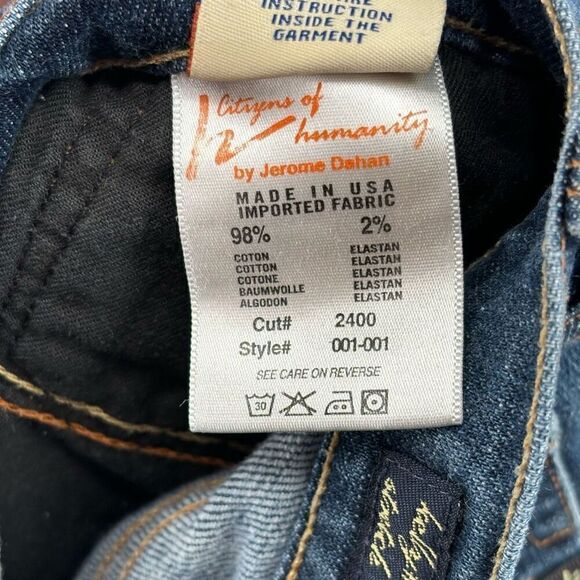 INSTRUCTION
INSIDE THE
GARMENT
Citizens of
humanity
by Jerome Dahan
MADE IN USA
IMPORTED FABRIC
98% 2%
COTON ELASTAN
COTTON ELASTAN
COTONE ELASTAN
BAUMWOLLE ELASTAN
ALGODON ELASTAN
Cut# 2400
Style# 001-001
SEE CARE ON REVERSE
30
stretch